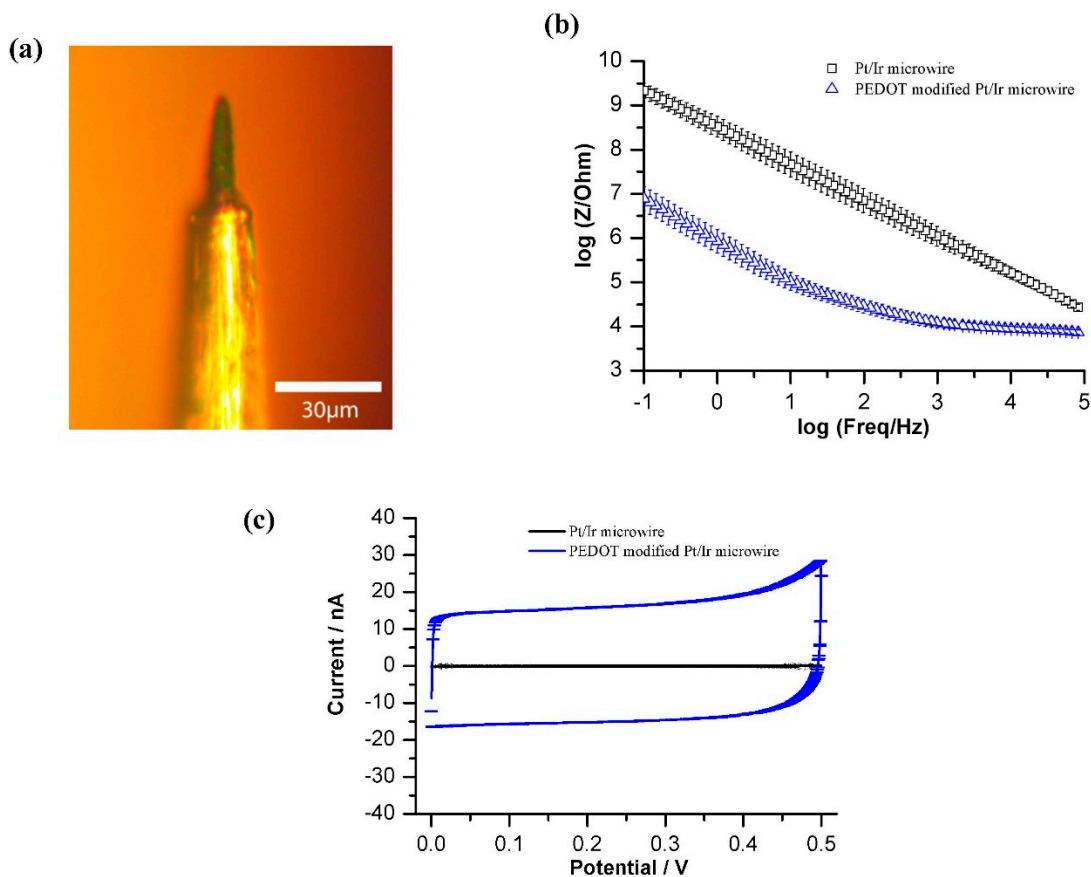 (a)
30μm
(b)
Pt/Ir microwire
PEDOT modified Pt/Ir microwire
10
9
8
7
6
5
4
3
log (Z/Ohm)
-1 0 1 2 3 4 5
log (Freq/Hz)
(c)
Pt/Ir microwire
PEDOT modified Pt/Ir microwire
40
30
20
10
0
-10
-20
-30
-40
Current / nA
0.0 0.1 0.2 0.3 0.4 0.5
Potential / V